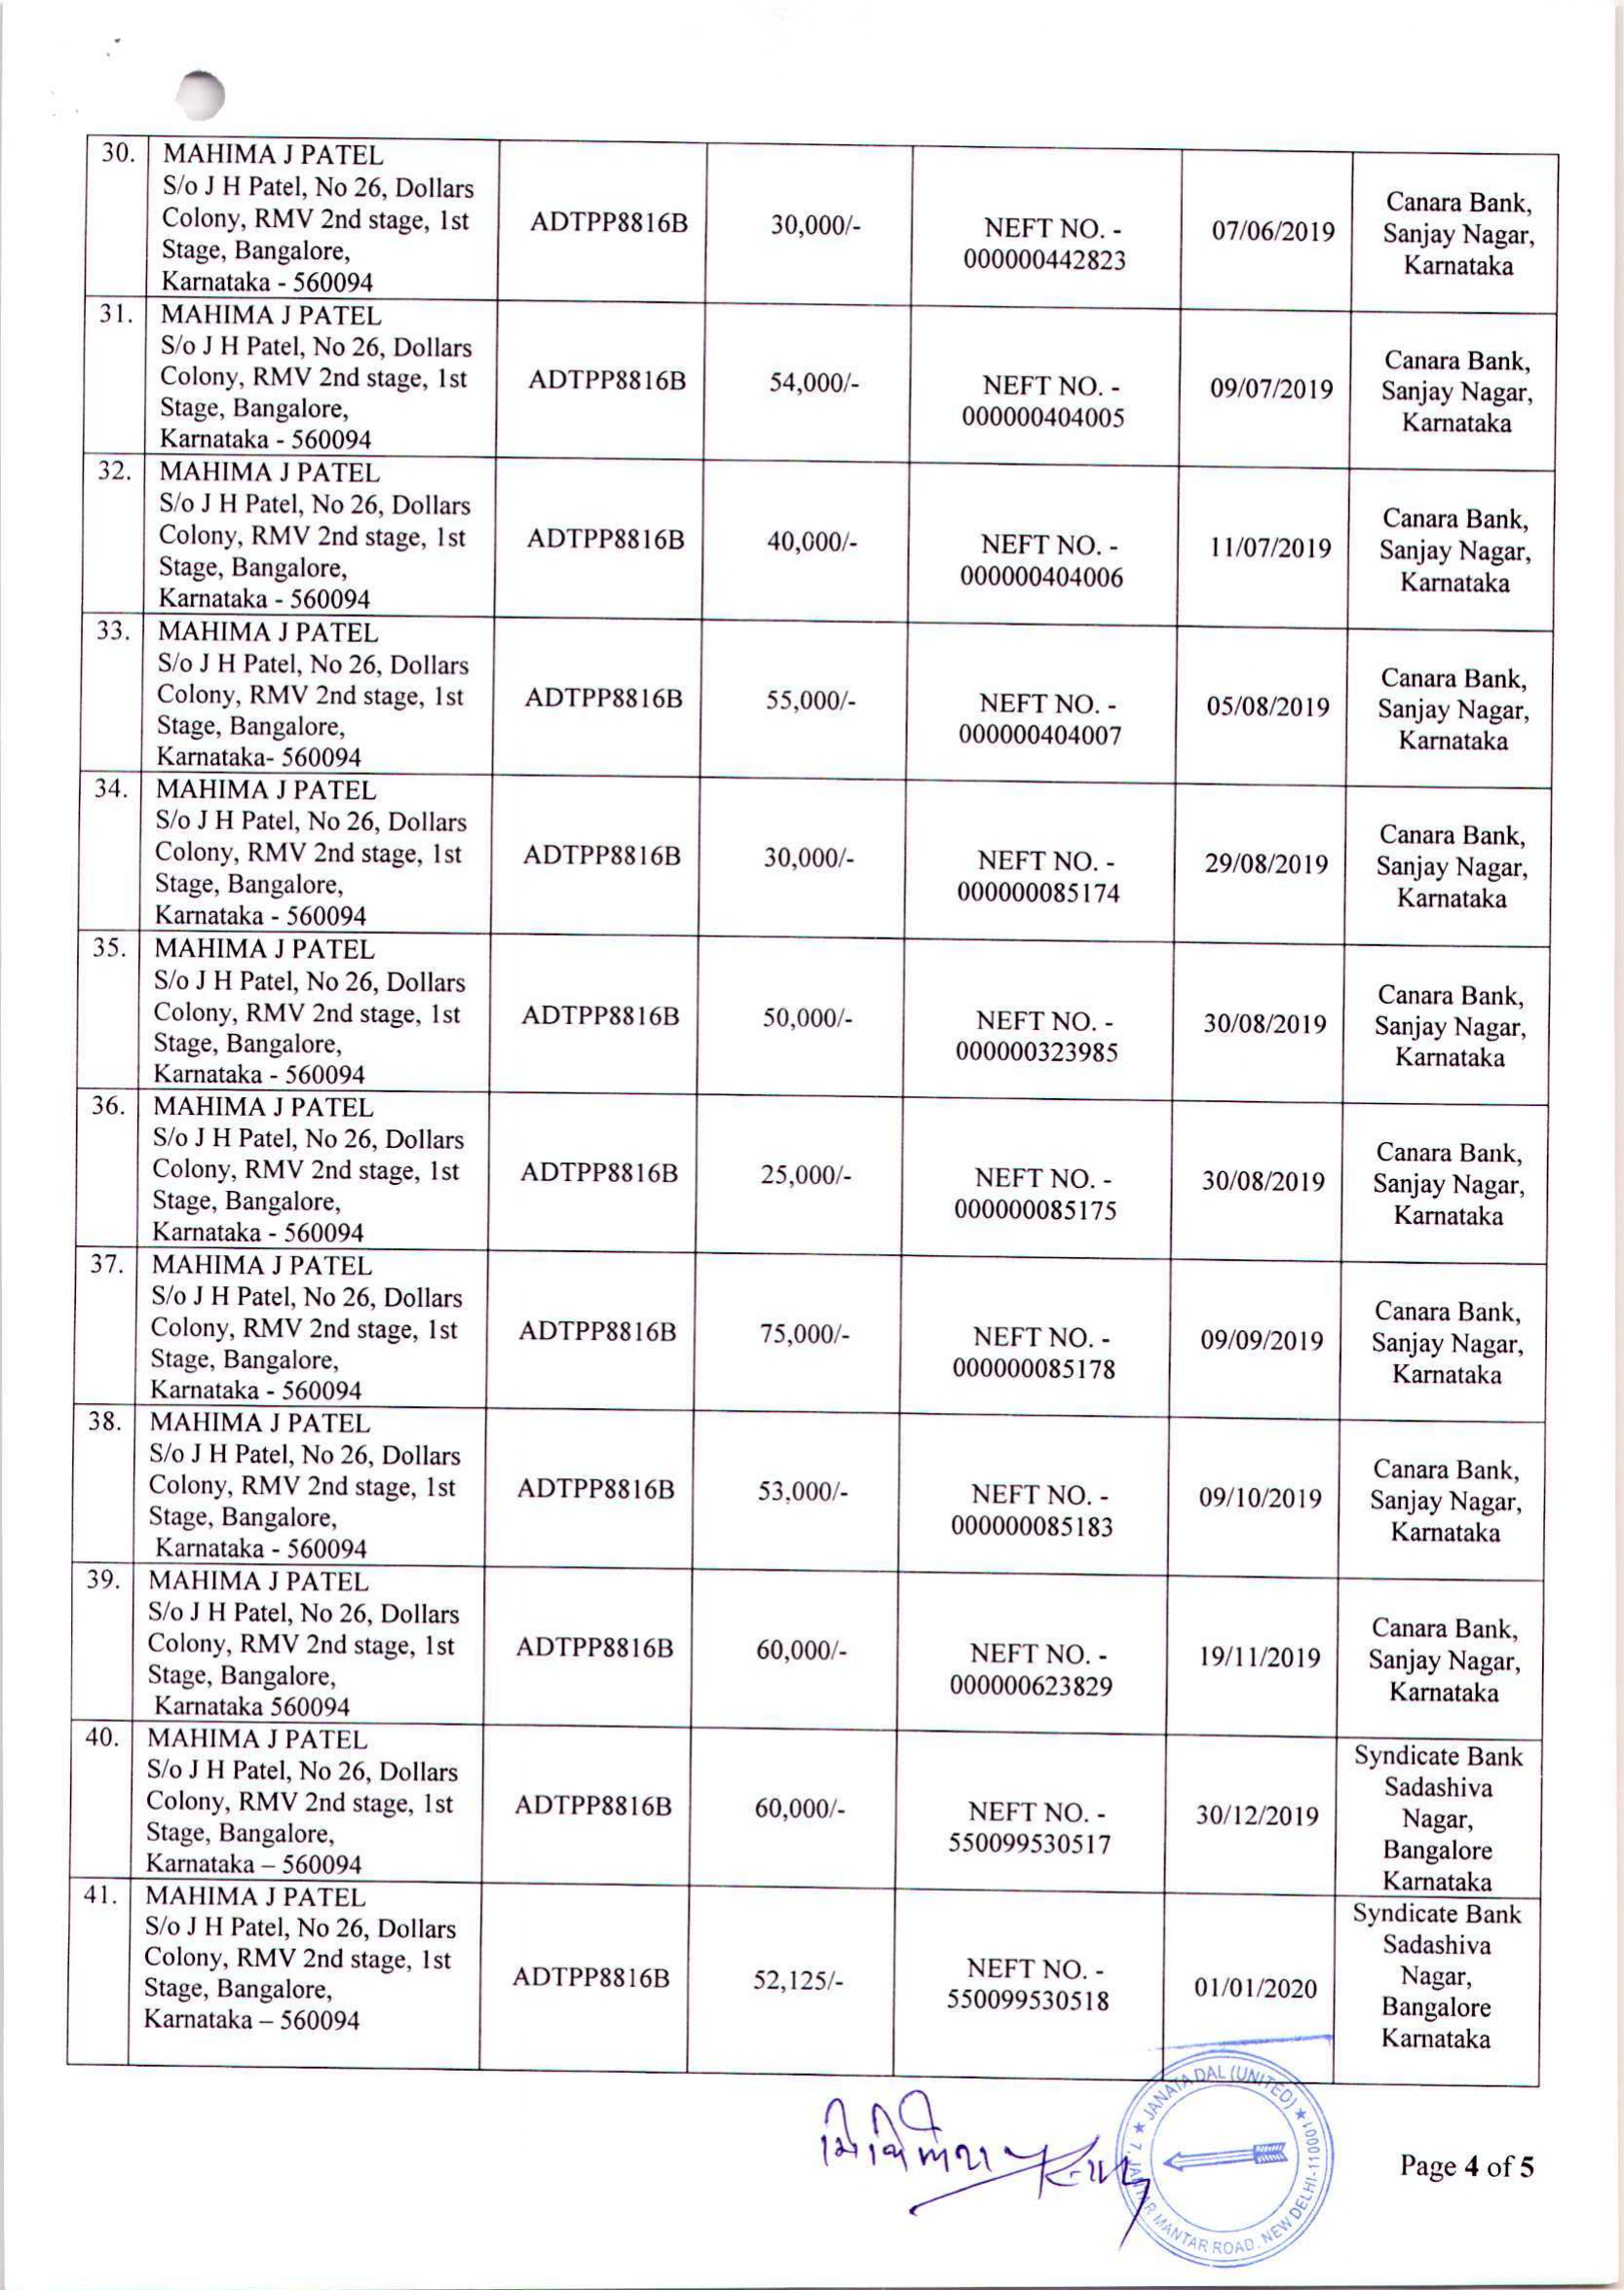 30. MAHIMA J PATEL
S/o J H Patel, No 26, Dollars
Colony, RMV 2nd stage, 1st
Stage, Bangalore,
Karnataka - 560094
ADTPP8816B
30,000/-
NEFT NO. -
000000442823
07/06/2019
Canara Bank,
Sanjay Nagar,
Karnataka
31. MAHIMA J PATEL
S/o J H Patel, No 26, Dollars
Colony, RMV 2nd stage, 1st
Stage, Bangalore,
Karnataka - 560094
ADTPP8816B
54,000/-
NEFT NO. -
000000404005
09/07/2019
Canara Bank,
Sanjay Nagar,
Karnataka
32. MAHIMA J PATEL
S/o J H Patel, No 26, Dollars
Colony, RMV 2nd stage, 1st
Stage, Bangalore,
Karnataka - 560094
ADTPP8816B
40,000/-
NEFT NO. -
000000404006
11/07/2019
Canara Bank,
Sanjay Nagar,
Karnataka
33. MAHIMA J PATEL
S/o J H Patel, No 26, Dollars
Colony, RMV 2nd stage, 1st
Stage, Bangalore,
Karnataka- 560094
ADTPP8816B
55,000/-
NEFT NO. -
000000404007
05/08/2019
Canara Bank,
Sanjay Nagar,
Karnataka
34. MAHIMA J PATEL
S/o J H Patel, No 26, Dollars
Colony, RMV 2nd stage, 1st
Stage, Bangalore,
Karnataka - 560094
ADTPP8816B
30,000/-
NEFT NO. -
000000085174
29/08/2019
Canara Bank,
Sanjay Nagar,
Karnataka
35. MAHIMA J PATEL
S/o J H Patel, No 26, Dollars
Colony, RMV 2nd stage, 1st
Stage, Bangalore,
Karnataka - 560094
ADTPP8816B
50,000/-
NEFT NO. -
000000323985
30/08/2019
Canara Bank,
Sanjay Nagar,
Karnataka
36. MAHIMA J PATEL
S/o J H Patel, No 26, Dollars
Colony, RMV 2nd stage, 1st
Stage, Bangalore,
Karnataka - 560094
ADTPP8816B
25,000/-
NEFT NO. -
000000085175
30/08/2019
Canara Bank,
Sanjay Nagar,
Karnataka
37. MAHIMA J PATEL
S/o J H Patel, No 26, Dollars
Colony, RMV 2nd stage, 1st
Stage, Bangalore,
Karnataka - 560094
ADTPP8816B
75,000/-
NEFT NO. -
000000085178
09/09/2019
Canara Bank,
Sanjay Nagar,
Karnataka
38. MAHIMA J PATEL
S/o J H Patel, No 26, Dollars
Colony, RMV 2nd stage, 1st
Stage, Bangalore,
Karnataka - 560094
ADTPP8816B
53,000/-
NEFT NO. -
000000085183
09/10/2019
Canara Bank,
Sanjay Nagar,
Karnataka
39. MAHIMA J PATEL
S/o J H Patel, No 26, Dollars
Colony, RMV 2nd stage, 1st
Stage, Bangalore,
Karnataka 560094
ADTPP8816B
60,000/-
NEFT NO. -
000000623829
19/11/2019
Canara Bank,
Sanjay Nagar,
Karnataka
40. MAHIMA J PATEL
S/o J H Patel, No 26, Dollars
Colony, RMV 2nd stage, 1st
Stage, Bangalore,
Karnataka – 560094
ADTPP8816B
60,000/-
NEFT NO. -
550099530517
30/12/2019
Syndicate Bank
Sadashiva
Nagar,
Bangalore
Karnataka
41. MAHIMA J PATEL
S/o J H Patel, No 26, Dollars
Colony, RMV 2nd stage, 1st
Stage, Bangalore,
Karnataka – 560094
ADTPP8816B
52,125/-
NEFT NO. -
550099530518
01/01/2020
Syndicate Bank
Sadashiva
Nagar,
Bangalore
Karnataka
★ JANATA DAL (UNITED) ★
7, JANTAR MANTAR ROAD, NEW DELHI-110001
Page 4 of 5